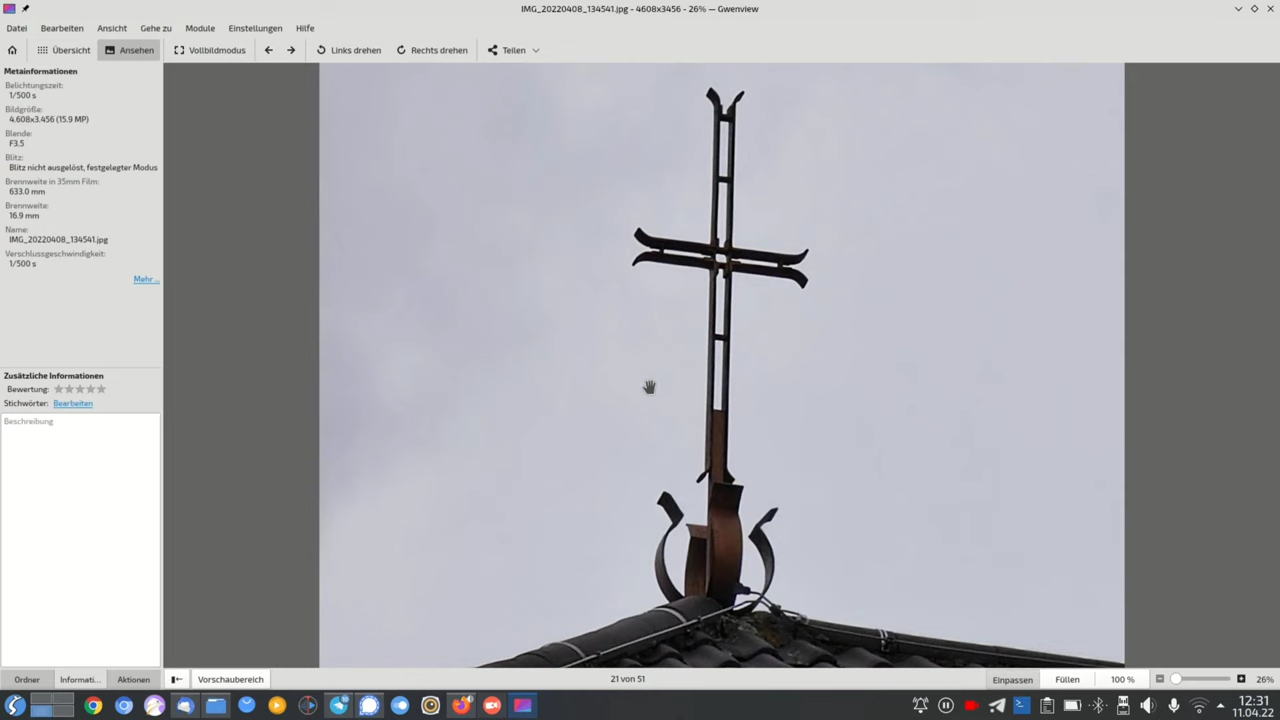 IMG_20220408_134541.jpg - 4608x3456 - 26% — Gwenview
Datei Bearbeiten Ansicht Gehe zu Module Einstellungen Hilfe
Übersicht Ansehen Vollbildmodus Links drehen Rechts drehen Teilen
Metainformationen
Belichtungszeit:
1/500 s
Bildgröße:
4.608x3.456 (15.9 MP)
Blende:
F3.5
Blitz:
Blitz nicht ausgelöst, festgelegter Modus
Brennweite in 35mm Film:
633.0 mm
Brennweite:
16.9 mm
Name:
IMG_20220408_134541.jpg
Verschlussgeschwindigkeit:
1/500 s
Mehr ...
Zusätzliche Informationen
Bewertung:
Stichwörter: Bearbeiten
Beschreibung
Ordner Informati... Aktionen Vorschaubereich 21 von 51 Einpassen Füllen 100 % 26%
12:31
11.04.22